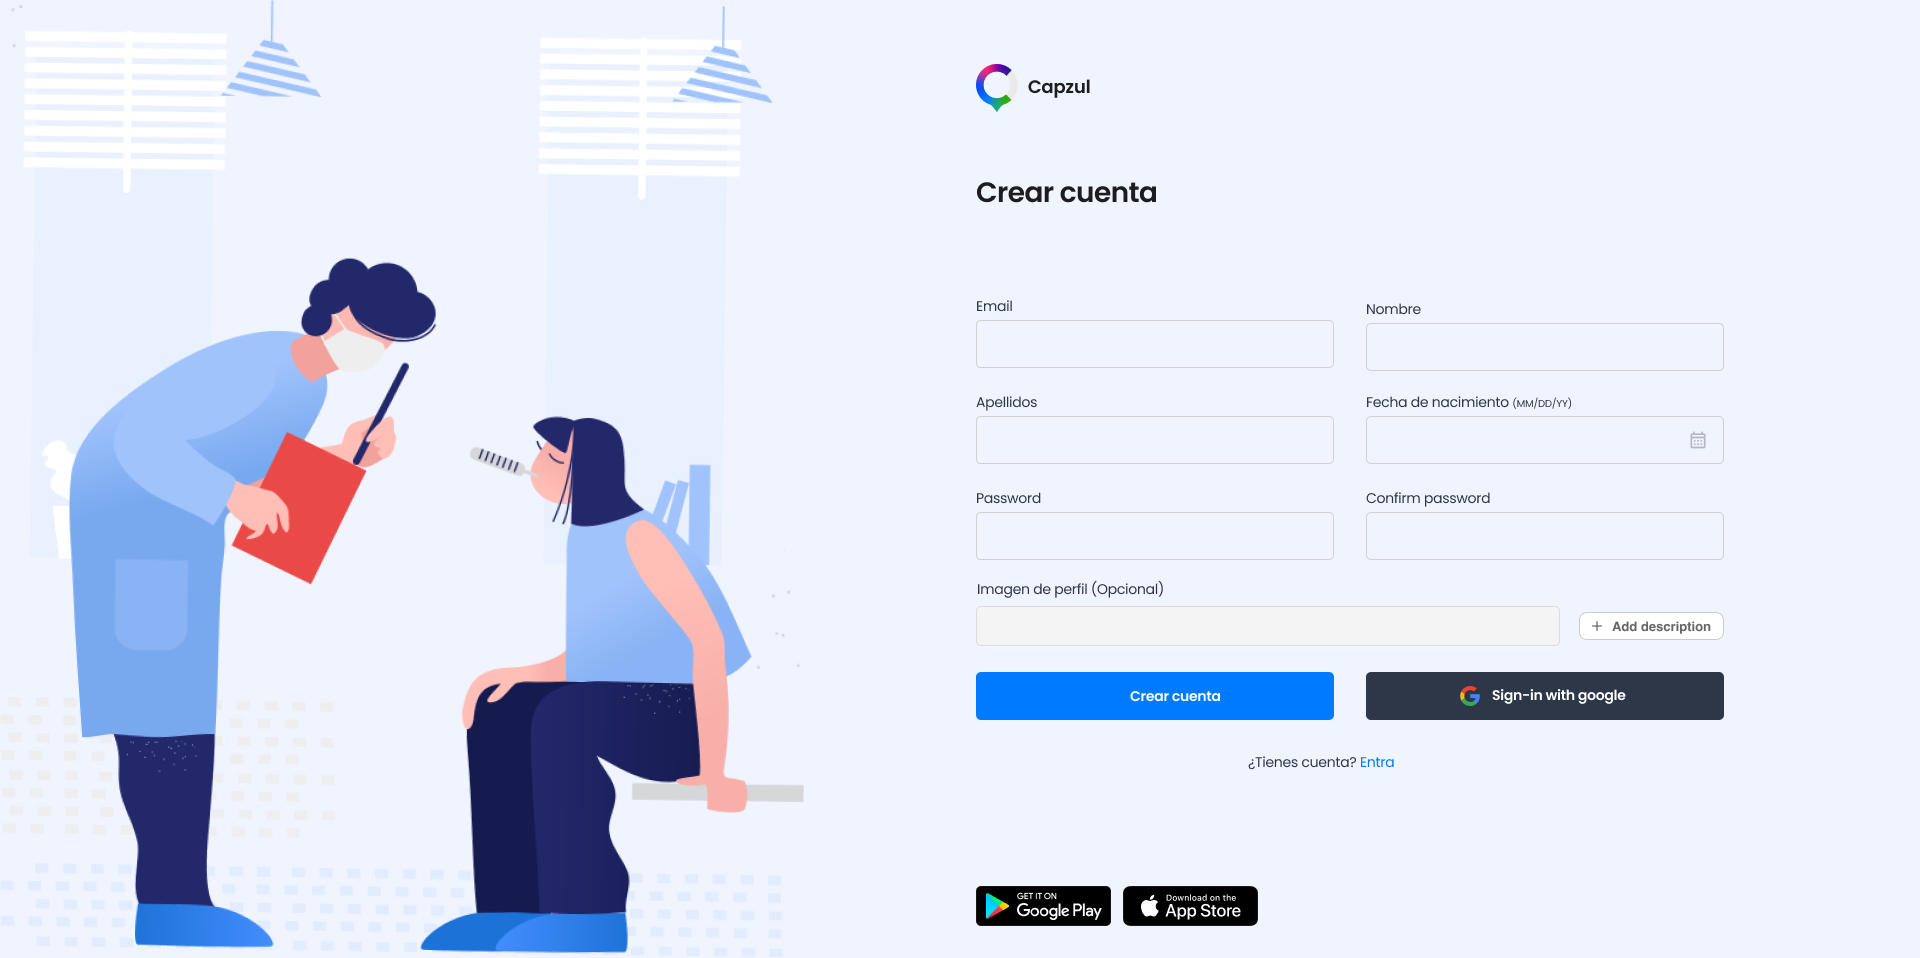 Capzul
Crear cuenta
Email
Nombre
Apellidos
Fecha de nacimiento (MM/DD/YY)
Password
Confirm password
Imagen de perfil (Opcional)
+ Add description
Crear cuenta
Sign-in with google
¿Tienes cuenta? Entra
GET IT ON
Google Play
Download on the
App Store